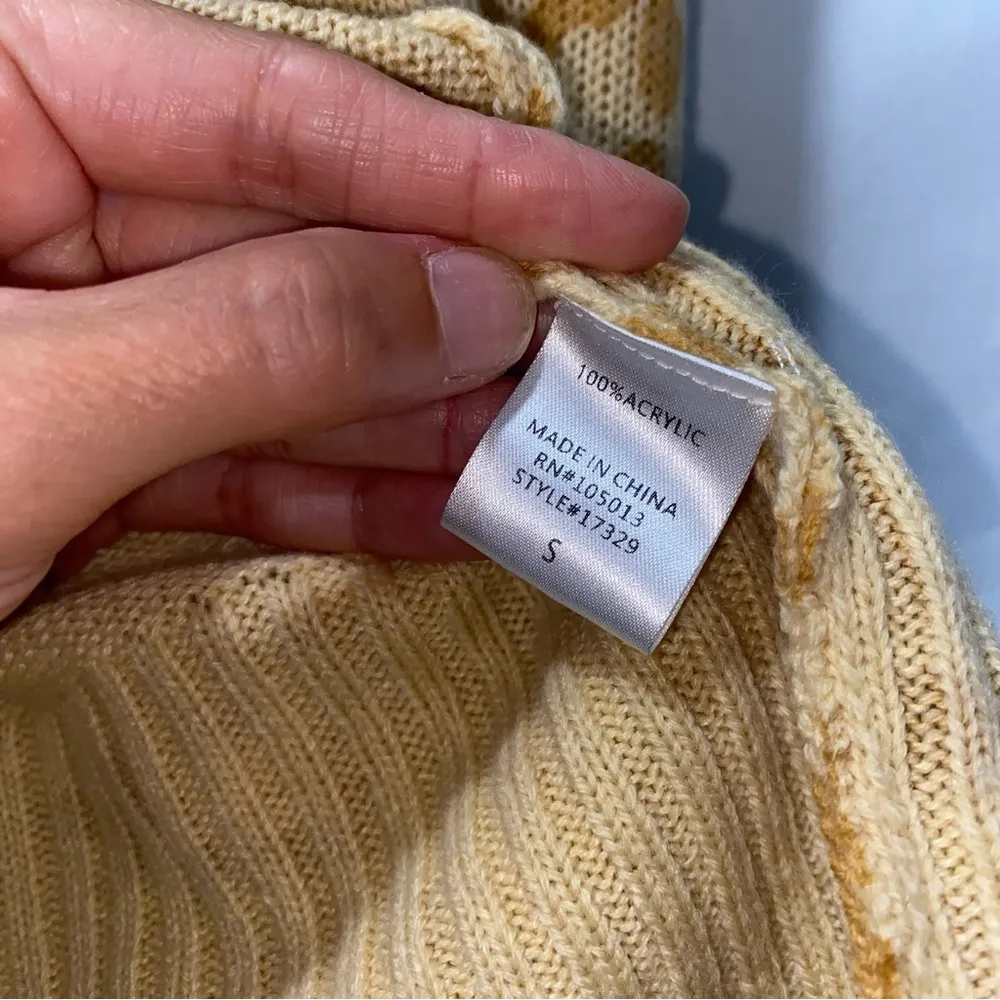 100%ACRYLIC
MADE IN CHINA
RN#105013
STYLE#17329
S